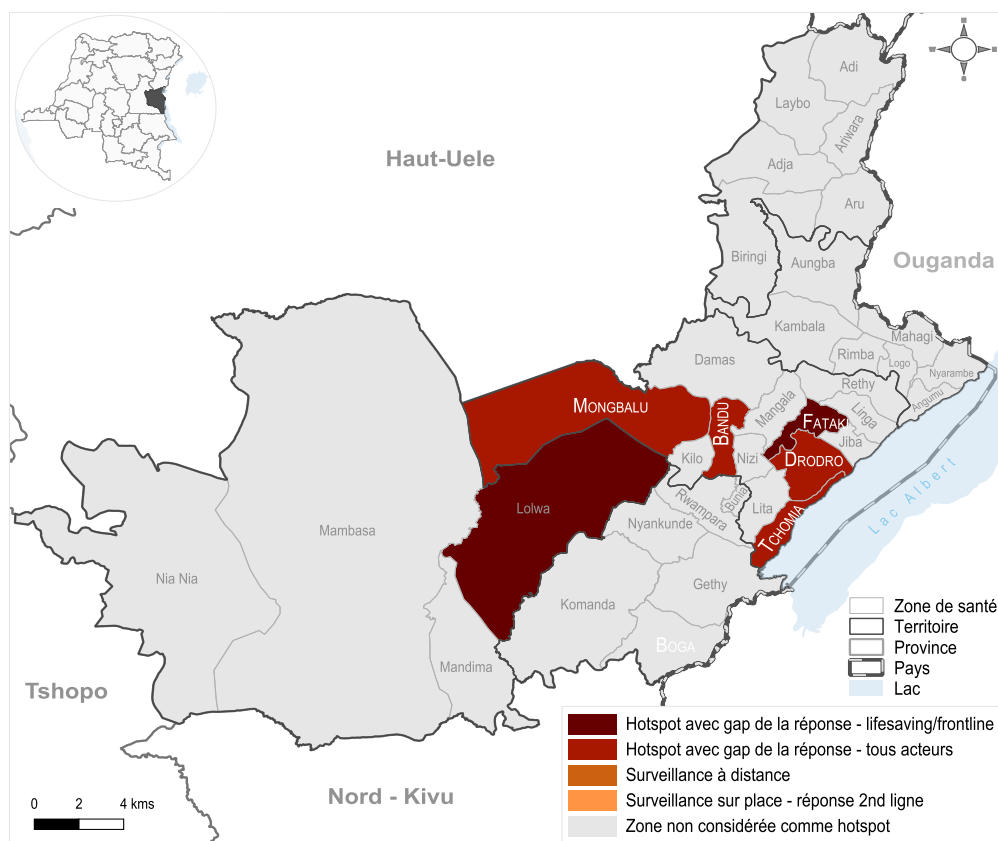 Haut-Uele
Adi
Laybo
Ariwara
Adja
Aru
Biringi
Aungba
Ouganda
Kambala
Mahagi
Damas
Rimba
Logo
Nyarambe
Rethy
Angumu
Mongbalu
Bandu
Mangala
Fataki
Linga
Jiba
Kilo
Nizi
Drodro
Lolwa
Rwampara
Bunia
Lita
Lac Albert
Mambasa
Nyankunde
Tchomia
Nia Nia
Gethy
Komanda
Boga
Mandima
Tshopo
Nord - Kivu
Zone de santé
Territoire
Province
Pays
Lac
Hotspot avec gap de la réponse - lifesaving/frontline
Hotspot avec gap de la réponse - tous acteurs
Surveillance à distance
Surveillance sur place - réponse 2nd ligne
Zone non considérée comme hotspot
0 2 4 kms